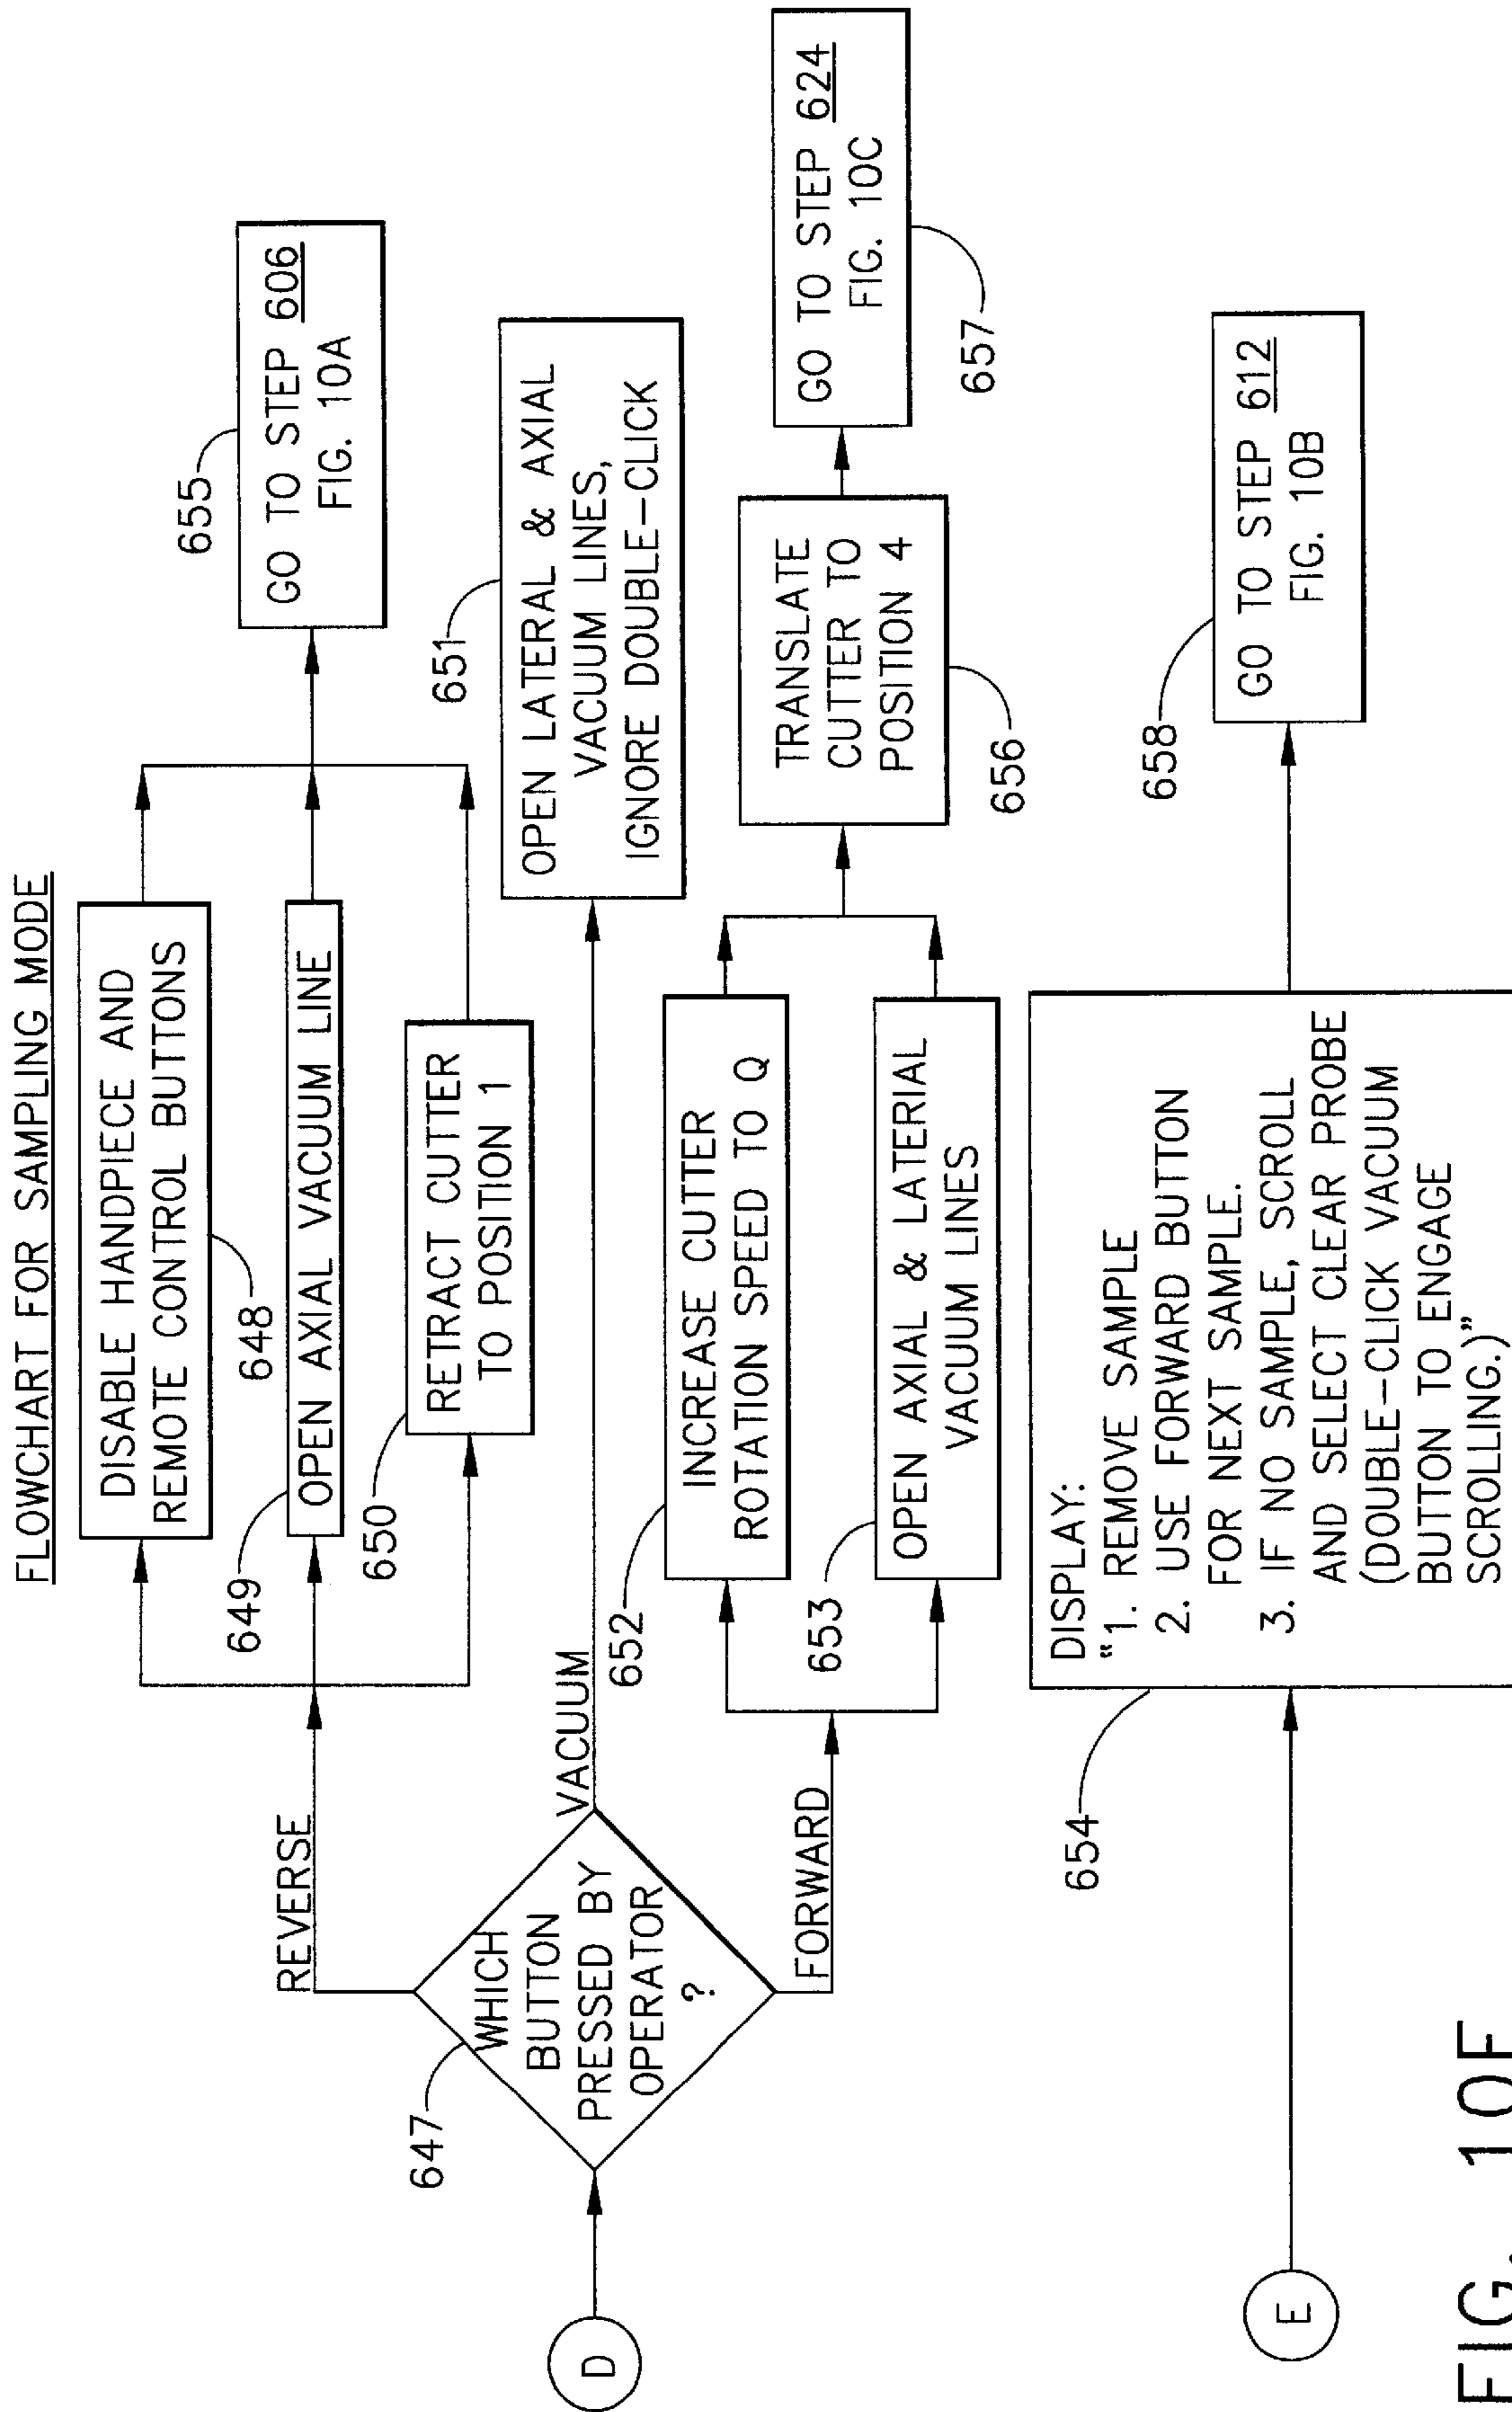 FLOWCHART FOR SAMPLING MODE
D
647
WHICH
BUTTON
PRESSED BY
OPERATOR
?
REVERSE
VACUUM
FORWARD
648
DISABLE HANDPIECE AND
REMOTE CONTROL BUTTONS
649
OPEN AXIAL VACUUM LINE
650
RETRACT CUTTER
TO POSITION 1
655
GO TO STEP 606
FIG. 10A
651
OPEN LATERAL & AXIAL
VACUUM LINES,
IGNORE DOUBLE-CLICK
652
INCREASE CUTTER
ROTATION SPEED TO Q
653
OPEN AXIAL & LATERIAL
VACUUM LINES
656
TRANSLATE
CUTTER TO
POSITION 4
657
GO TO STEP 624
FIG. 10C
E
654
DISPLAY:
"1. REMOVE SAMPLE
2. USE FORWARD BUTTON
FOR NEXT SAMPLE.
3. IF NO SAMPLE, SCROLL
AND SELECT CLEAR PROBE
(DOUBLE-CLICK VACUUM
BUTTON TO ENGAGE
SCROLLING.)"
658
GO TO STEP 612
FIG. 10B